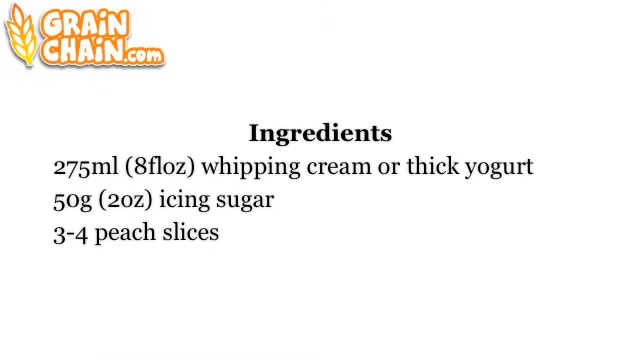 GRAIN
CHAIN.com
Ingredients
275ml (8floz) whipping cream or thick yogurt
50g (2oz) icing sugar
3-4 peach slices